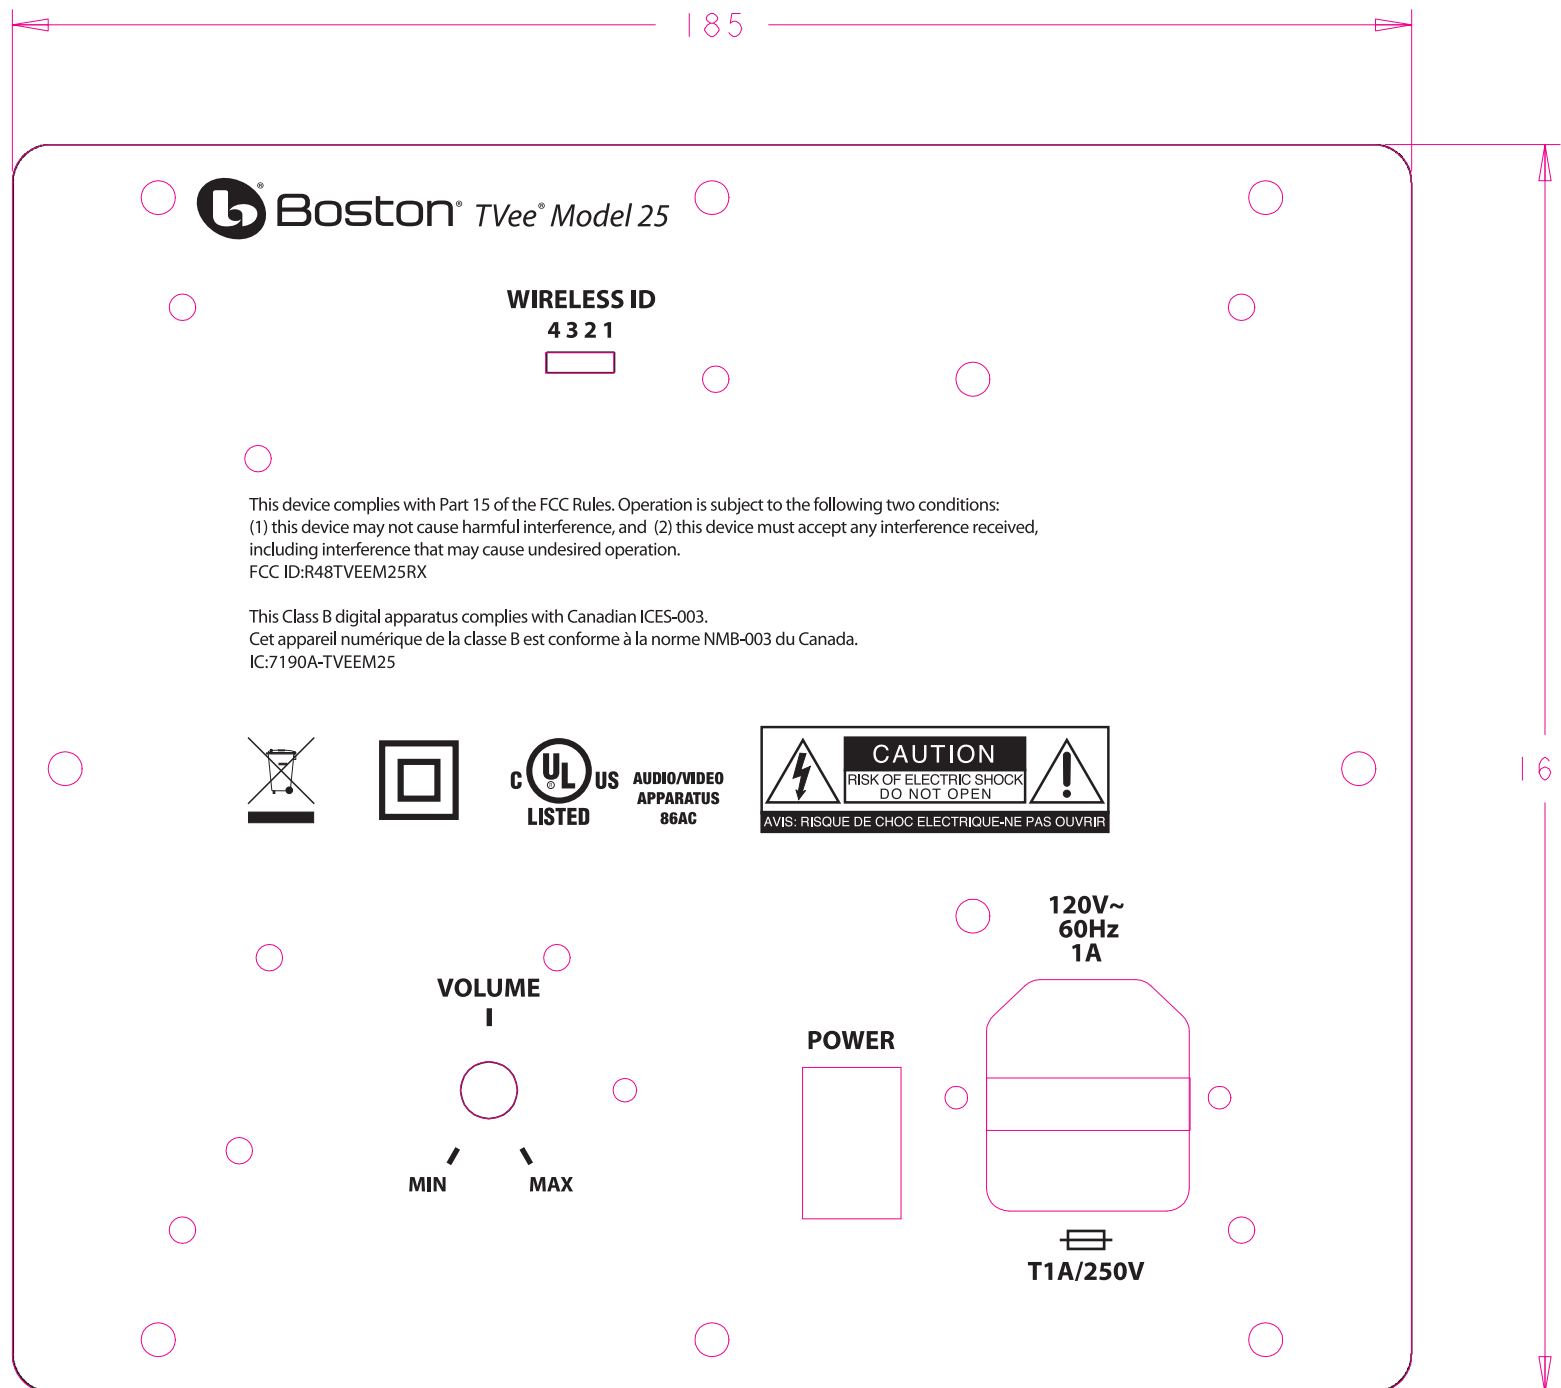 185
Boston® TVee® Model 25
WIRELESS ID
4 3 2 1
This device complies with Part 15 of the FCC Rules. Operation is subject to the following two conditions:
(1) this device may not cause harmful interference, and (2) this device must accept any interference received,
including interference that may cause undesired operation.
FCC ID:R48TVEEM25RX
This Class B digital apparatus complies with Canadian ICES-003.
Cet appareil numérique de la classe B est conforme à la norme NMB-003 du Canada.
IC:7190A-TVEEM25
C UL® US
LISTED
AUDIO/VIDEO
APPARATUS
86AC
CAUTION
RISK OF ELECTRIC SHOCK
DO NOT OPEN
AVIS: RISQUE DE CHOC ELECTRIQUE-NE PAS OUVRIR
16
120V~
60Hz
1A
VOLUME
POWER
MIN MAX
T1A/250V